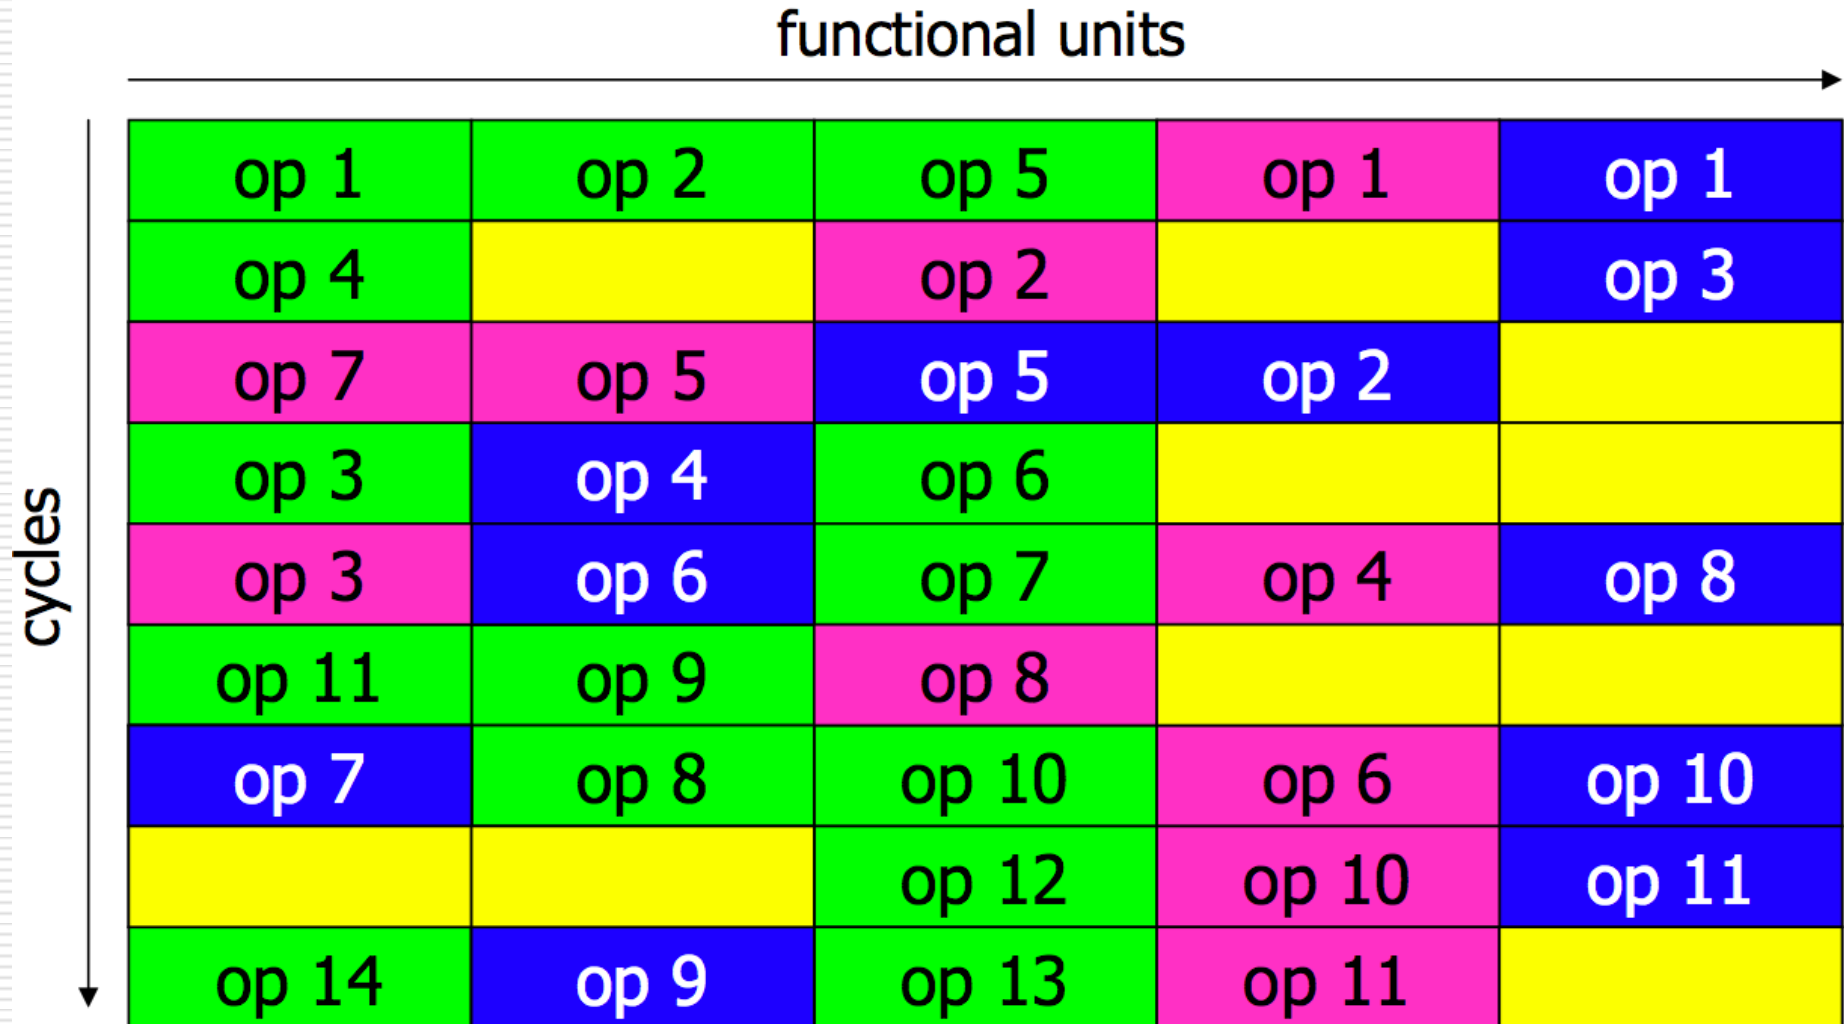 functional units
cycles
op 1 op 2 op 5 op 1 op 1
op 4 op 2 op 3
op 7 op 5 op 5 op 2
op 3 op 4 op 6
op 3 op 6 op 7 op 4 op 8
op 11 op 9 op 8
op 7 op 8 op 10 op 6 op 10
op 12 op 10 op 11
op 14 op 9 op 13 op 11